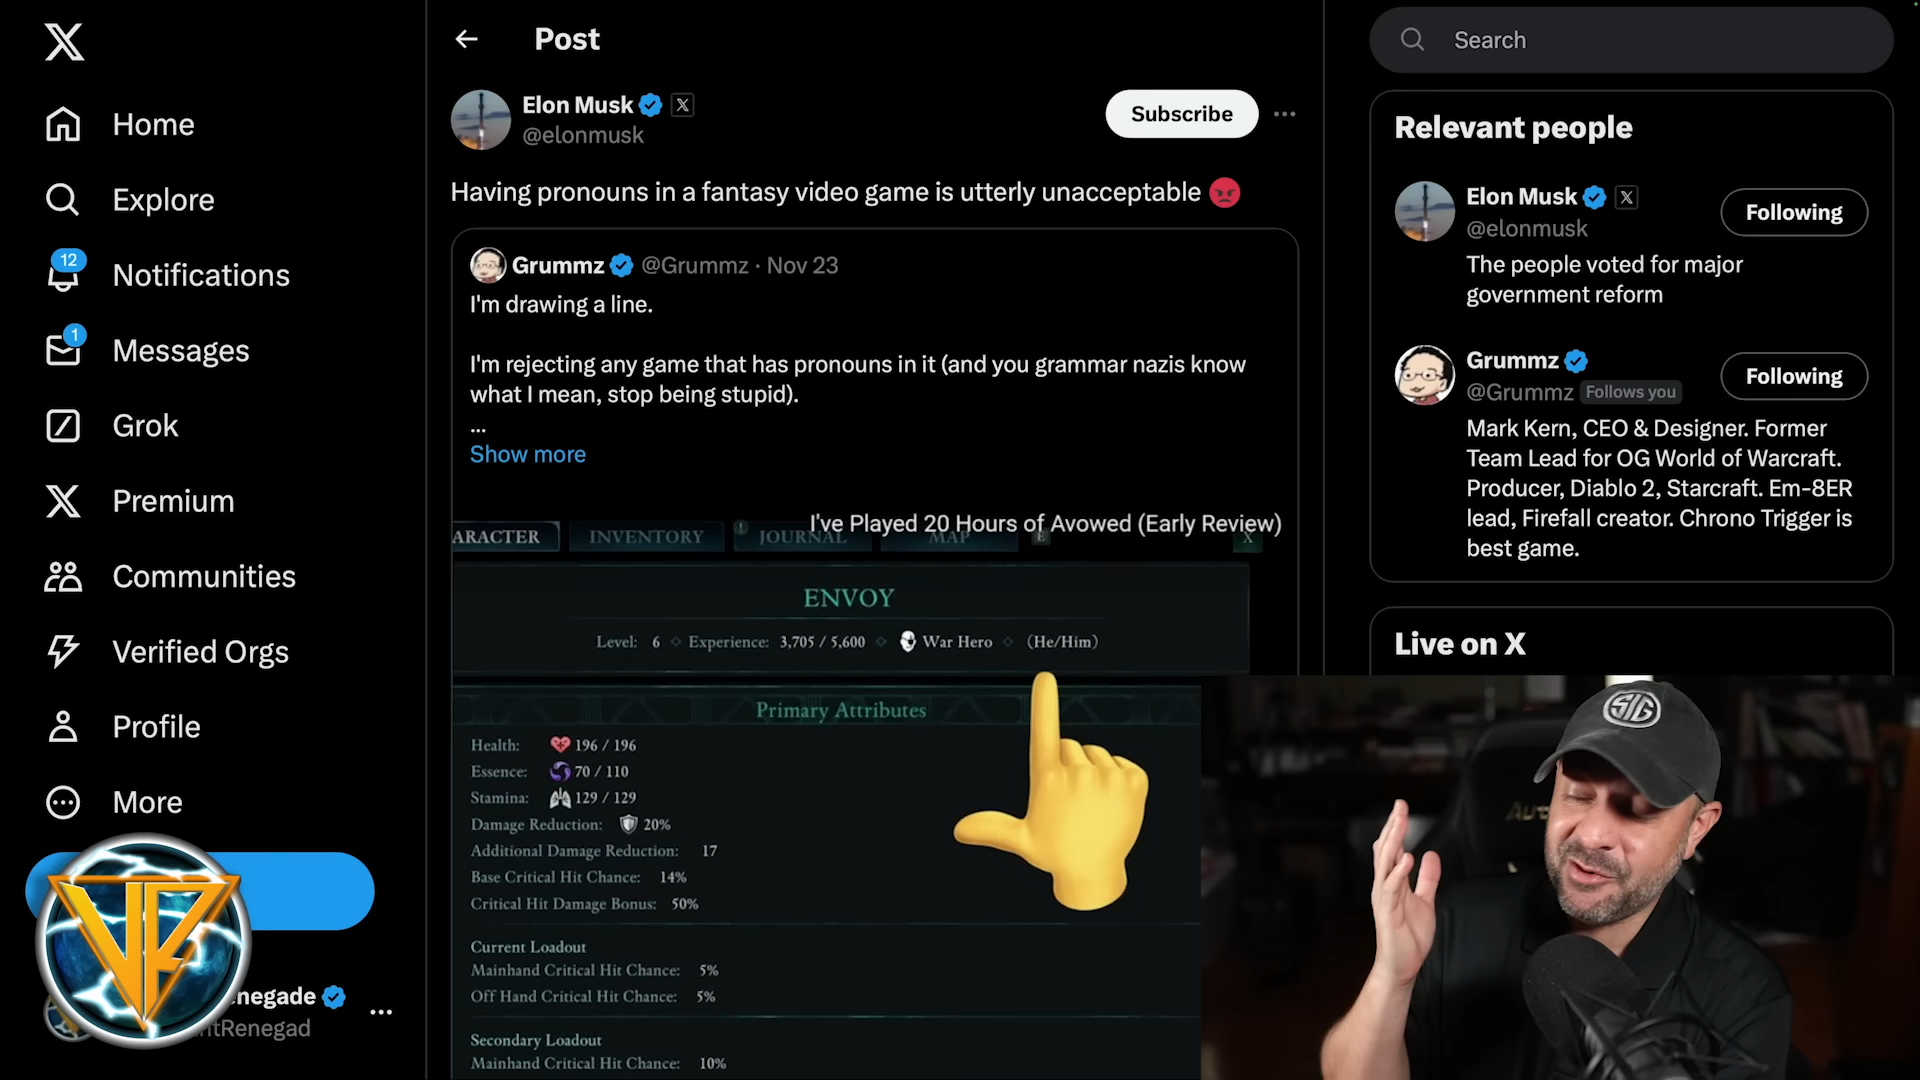 Home
Explore
12
Notifications
1
Messages
Grok
Premium
Communities
Verified Orgs
Profile
More
enegade
ntRenegad
Post
Elon Musk
@elonmusk
Subscribe
Having pronouns in a fantasy video game is utterly unacceptable
Grummz @Grummz · Nov 23
I'm drawing a line.
I'm rejecting any game that has pronouns in it (and you grammar nazis know
what I mean, stop being stupid).
...
Show more
I've Played 20 Hours of Avowed (Early Review)
ARACTER INVENTORY JOURNAL MAP E X
ENVOY
Level: 6 Experience: 3,705 / 5,600 War Hero (He/Him)
Primary Attributes
Health: 196 / 196
Essence: 70 / 110
Stamina: 129 / 129
Damage Reduction: 20%
Additional Damage Reduction: 17
Base Critical Hit Chance: 14%
Critical Hit Damage Bonus: 50%
Current Loadout
Mainhand Critical Hit Chance: 5%
Off Hand Critical Hit Chance: 5%
Secondary Loadout
Mainhand Critical Hit Chance: 10%
Search
Relevant people
Elon Musk
@elonmusk
Following
The people voted for major
government reform
Grummz
@Grummz Follows you
Following
Mark Kern, CEO & Designer. Former
Team Lead for OG World of Warcraft.
Producer, Diablo 2, Starcraft. Em-8ER
lead, Firefall creator. Chrono Trigger is
best game.
Live on X
SIG